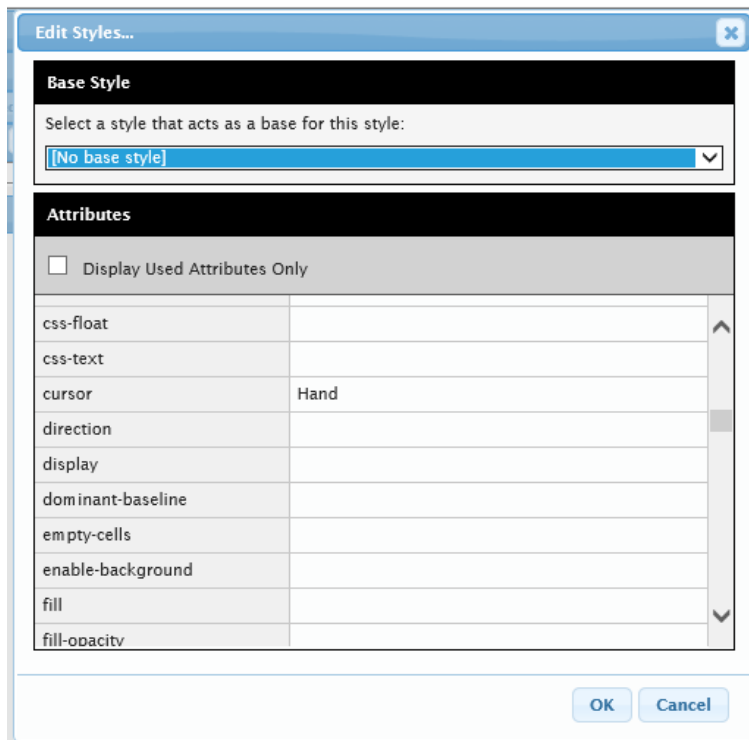 Edit Styles...
Base Style
Select a style that acts as a base for this style:
[No base style]
Attributes
Display Used Attributes Only
css-float
css-text
cursor Hand
direction
display
dominant-baseline
empty-cells
enable-background
fill
fill-opacity
OK Cancel